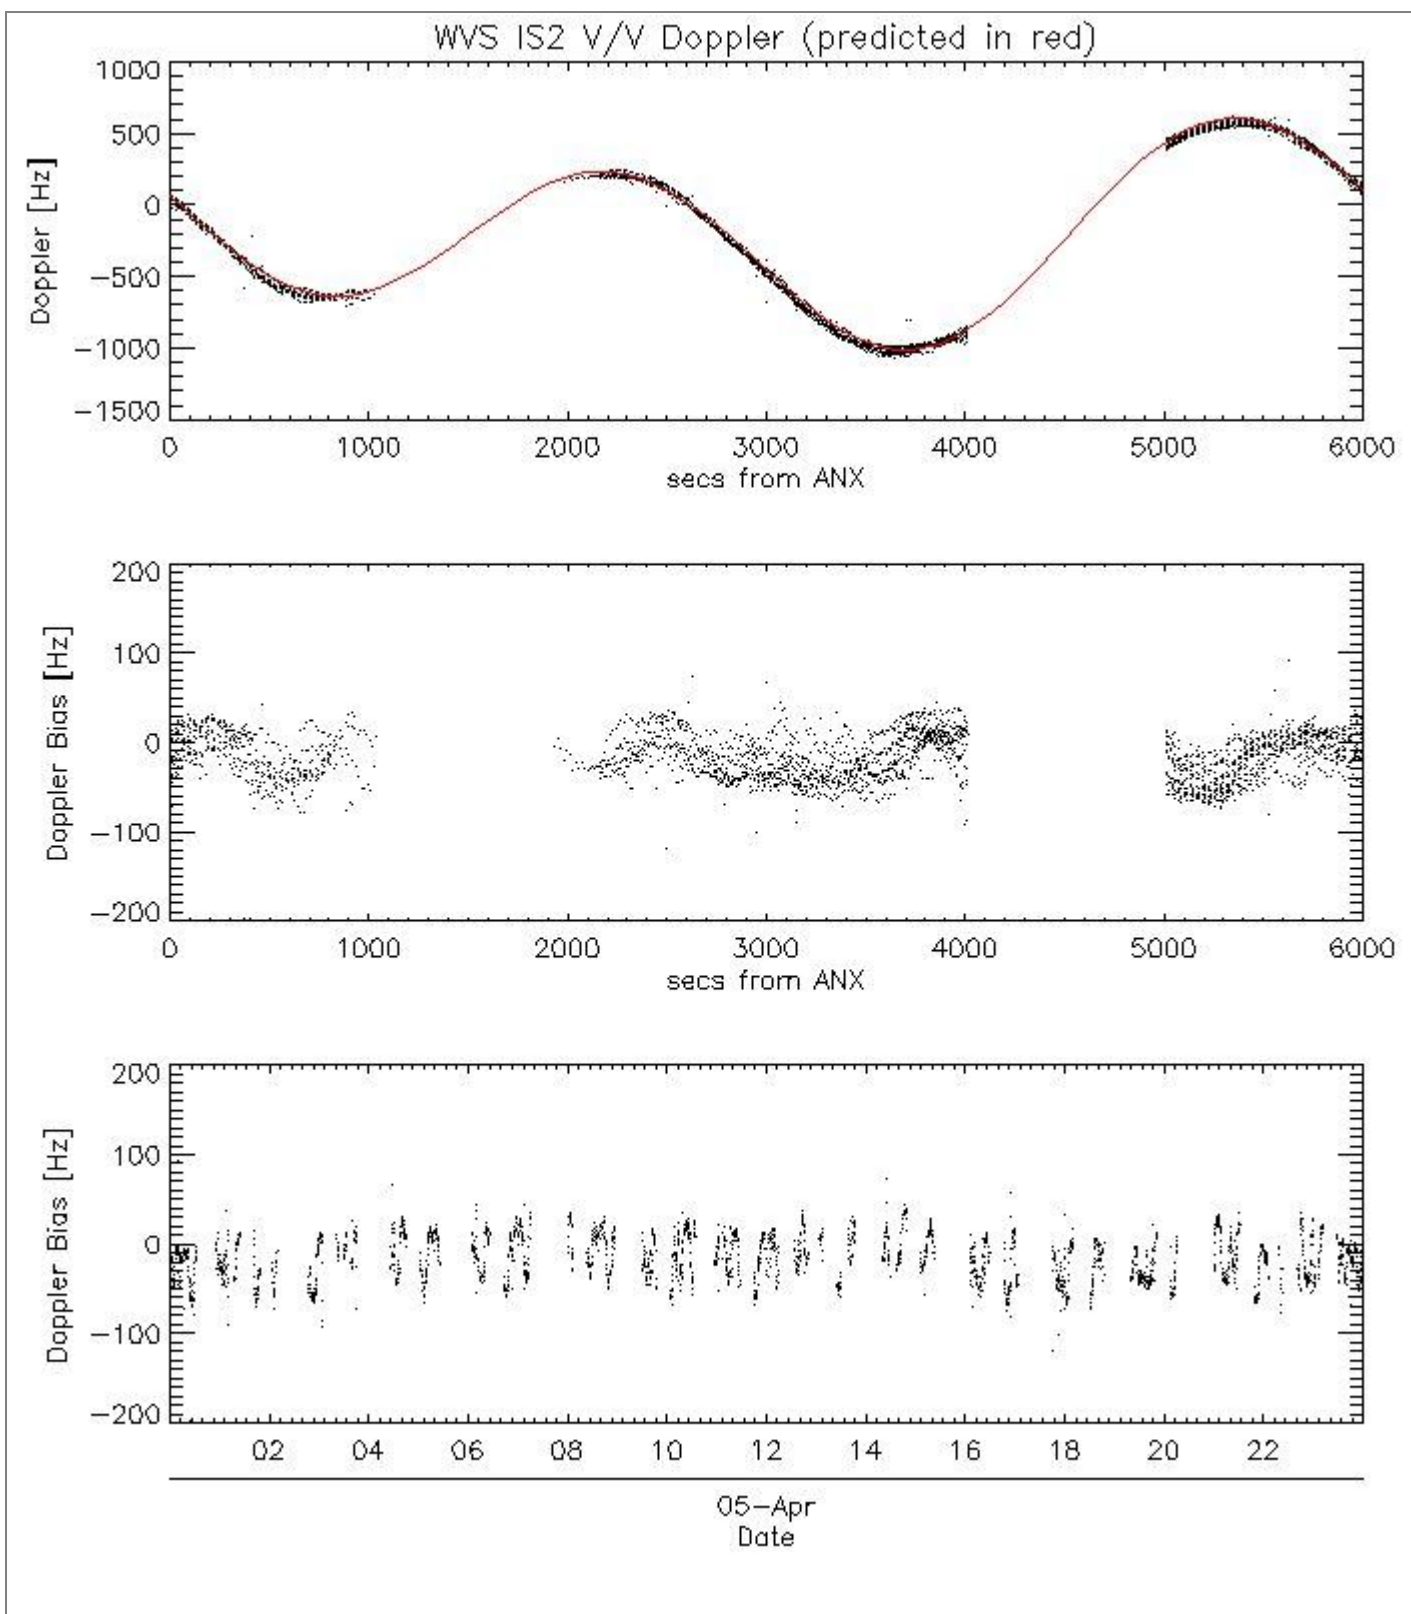 WVS IS2 V/V Doppler (predicted in red)
1000
500
0
-500
-1000
-1500
Doppler [Hz]
0 1000 2000 3000 4000 5000 6000
secs from ANX
200
100
0
-100
-200
Doppler Bias [Hz]
0 1000 2000 3000 4000 5000 6000
secs from ANX
200
100
0
-100
-200
Doppler Bias [Hz]
02 04 06 08 10 12 14 16 18 20 22
05-Apr
Date